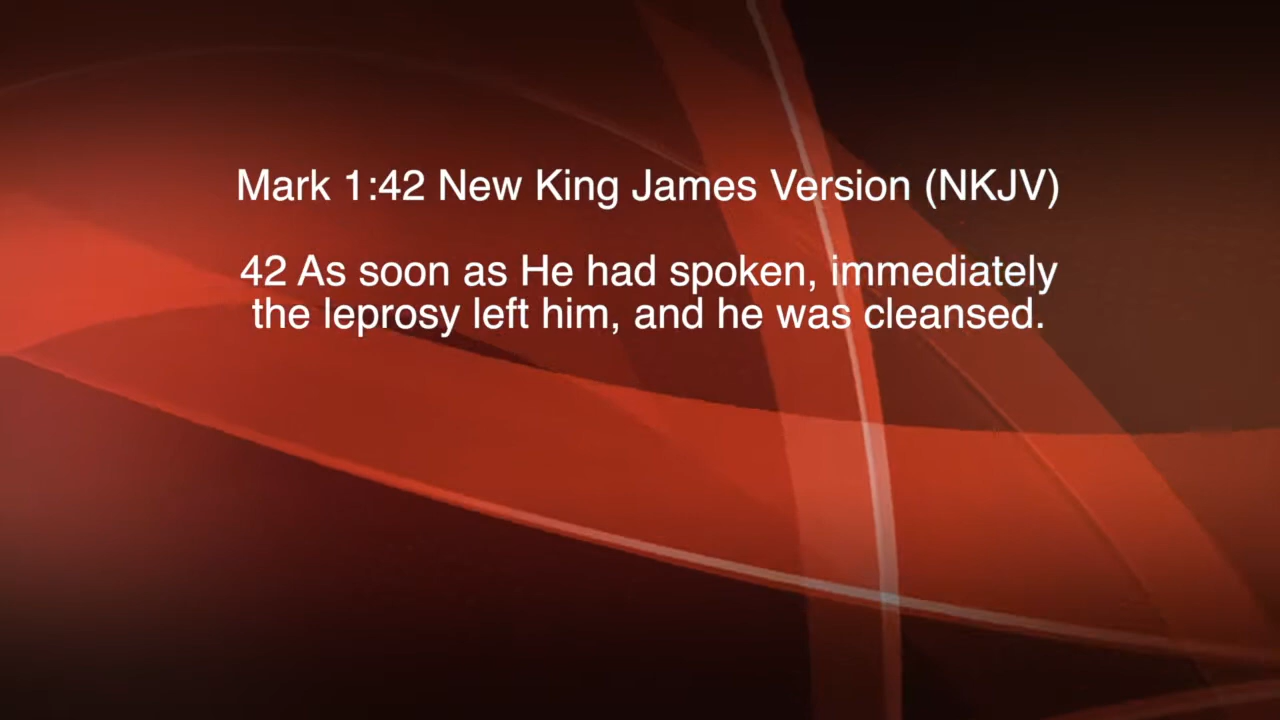 Mark 1:42 New King James Version (NKJV)
42 As soon as He had spoken, immediately
the leprosy left him, and he was cleansed.